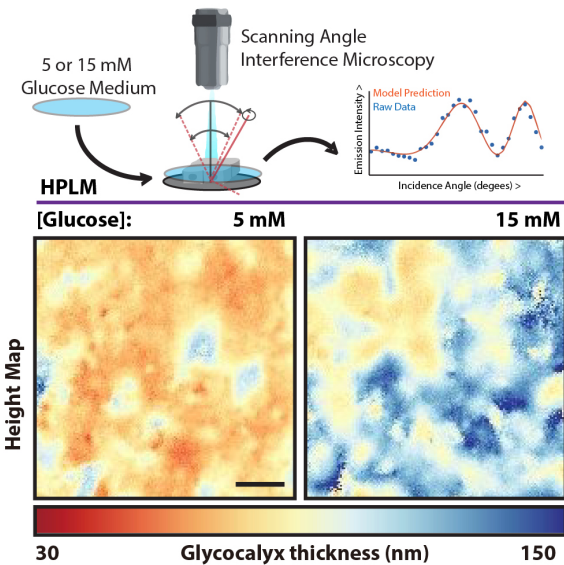 Scanning Angle
Interference Microscopy
5 or 15 mM
Glucose Medium
Model Prediction
Raw Data
Emission Intensity >
Incidence Angle (degrees) >
HPLM
[Glucose]: 5 mM 15 mM
Height Map
30 Glycocalyx thickness (nm) 150